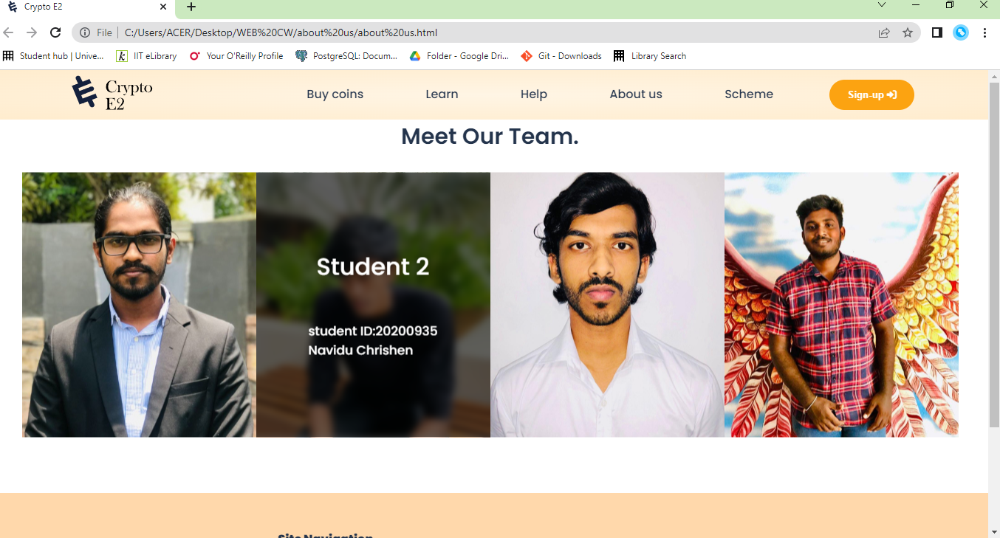 Crypto E2
File
C:/Users/ACER/Desktop/WEB%20CW/about%20us/about%20us.html
Student hub | Unive...
IIT eLibrary
Your O'Reilly Profile
PostgreSQL: Docum...
Folder - Google Dri...
Git - Downloads
Library Search
Crypto
E2
Buy coins
Learn
Help
About us
Scheme
Sign-up
Meet Our Team.
Student 2
student ID:20200935
Navidu Chrishen
Site Navigation